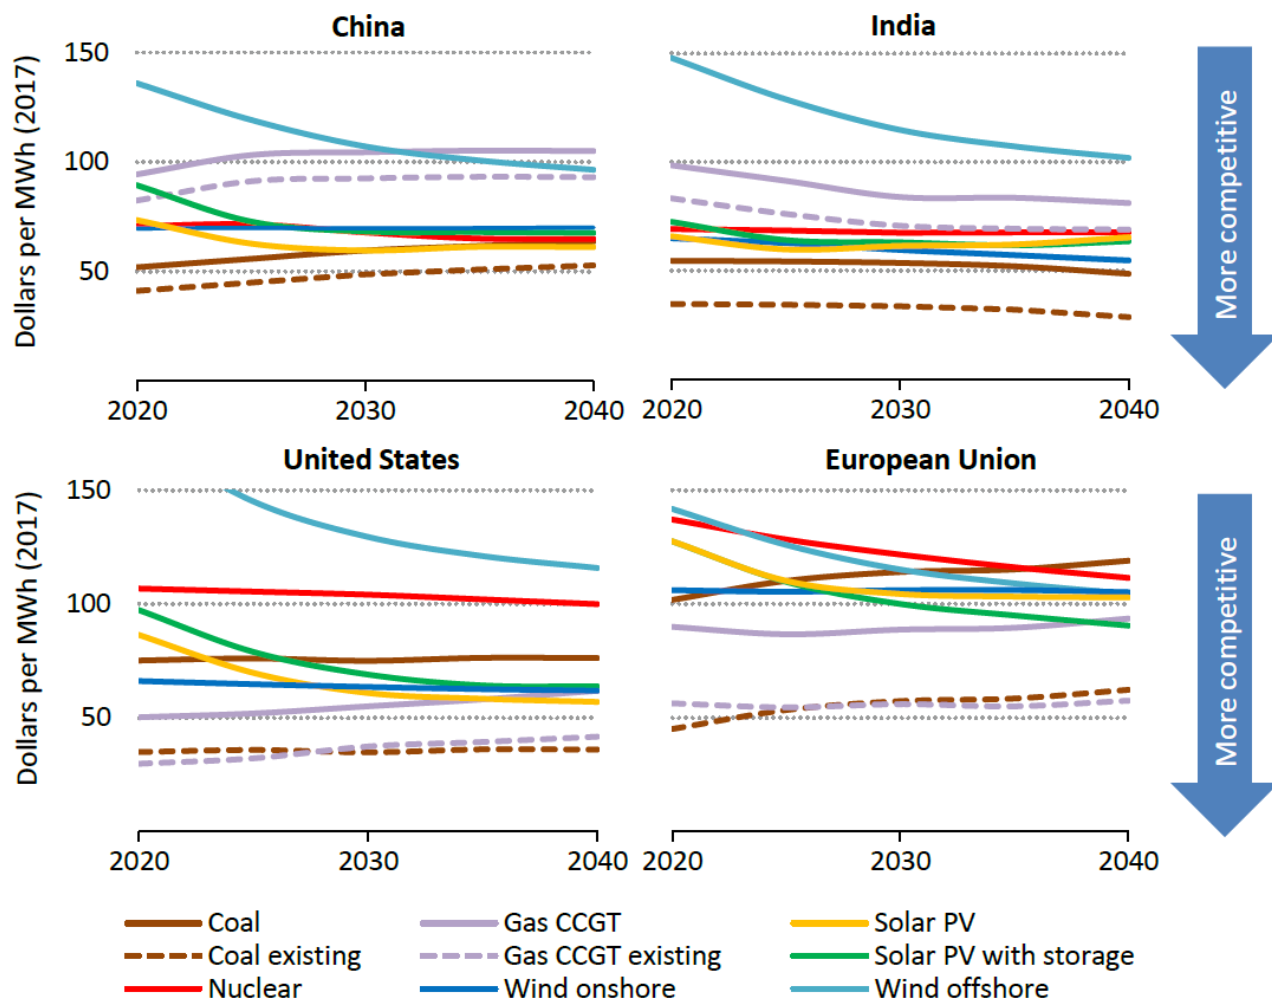 China
India
150
100
50
Dollars per MWh (2017)
2020
2030
2040
2020
2030
2040
More competitive
United States
European Union
150
100
50
Dollars per MWh (2017)
2020
2030
2040
2020
2030
2040
More competitive
Coal
Gas CCGT
Solar PV
Coal existing
Gas CCGT existing
Solar PV with storage
Nuclear
Wind onshore
Wind offshore